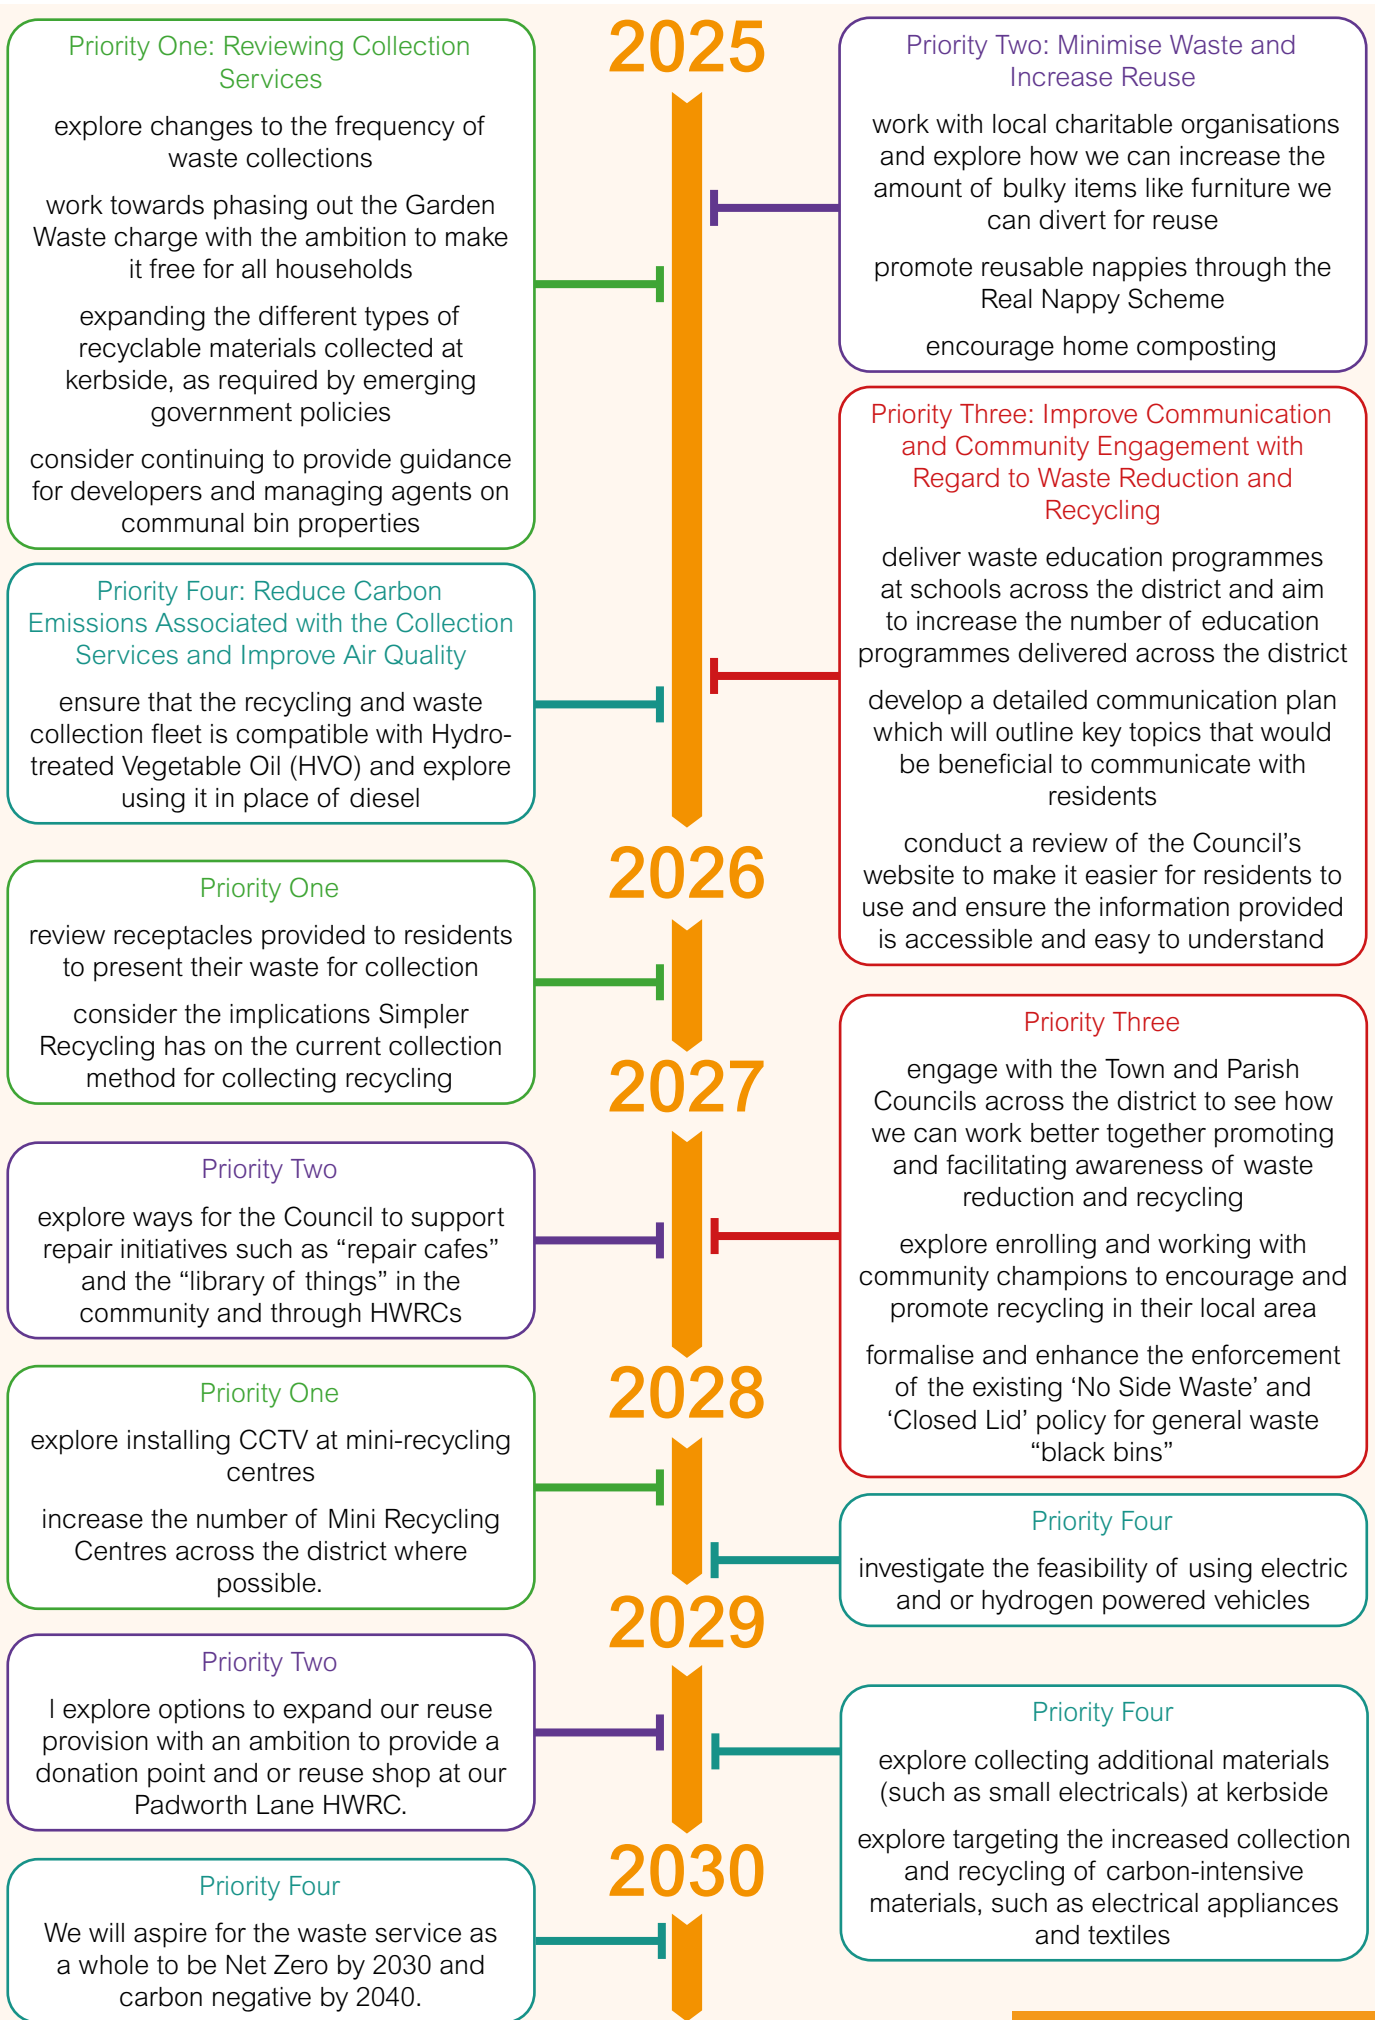 2025
Priority One: Reviewing Collection
Services
explore changes to the frequency of
waste collections
work towards phasing out the Garden
Waste charge with the ambition to make
it free for all households
expanding the different types of
recyclable materials collected at
kerbside, as required by emerging
government policies
consider continuing to provide guidance
for developers and managing agents on
communal bin properties
Priority Two: Minimise Waste and
Increase Reuse
work with local charitable organisations
and explore how we can increase the
amount of bulky items like furniture we
can divert for reuse
promote reusable nappies through the
Real Nappy Scheme
encourage home composting
Priority Three: Improve Communication
and Community Engagement with
Regard to Waste Reduction and
Recycling
deliver waste education programmes
at schools across the district and aim
to increase the number of education
programmes delivered across the district
develop a detailed communication plan
which will outline key topics that would
be beneficial to communicate with
residents
conduct a review of the Council's
website to make it easier for residents to
use and ensure the information provided
is accessible and easy to understand
Priority Four: Reduce Carbon
Emissions Associated with the Collection
Services and Improve Air Quality
ensure that the recycling and waste
collection fleet is compatible with Hydro-
treated Vegetable Oil (HVO) and explore
using it in place of diesel
2026
Priority One
review receptacles provided to residents
to present their waste for collection
consider the implications Simpler
Recycling has on the current collection
method for collecting recycling
2027
Priority Two
explore ways for the Council to support
repair initiatives such as “repair cafes”
and the “library of things” in the
community and through HWRCs
Priority Three
engage with the Town and Parish
Councils across the district to see how
we can work better together promoting
and facilitating awareness of waste
reduction and recycling
explore enrolling and working with
community champions to encourage and
promote recycling in their local area
formalise and enhance the enforcement
of the existing ‘No Side Waste’ and
‘Closed Lid’ policy for general waste
“black bins”
2028
Priority One
explore installing CCTV at mini-recycling
centres
increase the number of Mini Recycling
Centres across the district where
possible.
Priority Four
investigate the feasibility of using electric
and or hydrogen powered vehicles
2029
Priority Two
I explore options to expand our reuse
provision with an ambition to provide a
donation point and or reuse shop at our
Padworth Lane HWRC.
Priority Four
explore collecting additional materials
(such as small electricals) at kerbside
explore targeting the increased collection
and recycling of carbon-intensive
materials, such as electrical appliances
and textiles
2030
Priority Four
We will aspire for the waste service as
a whole to be Net Zero by 2030 and
carbon negative by 2040.